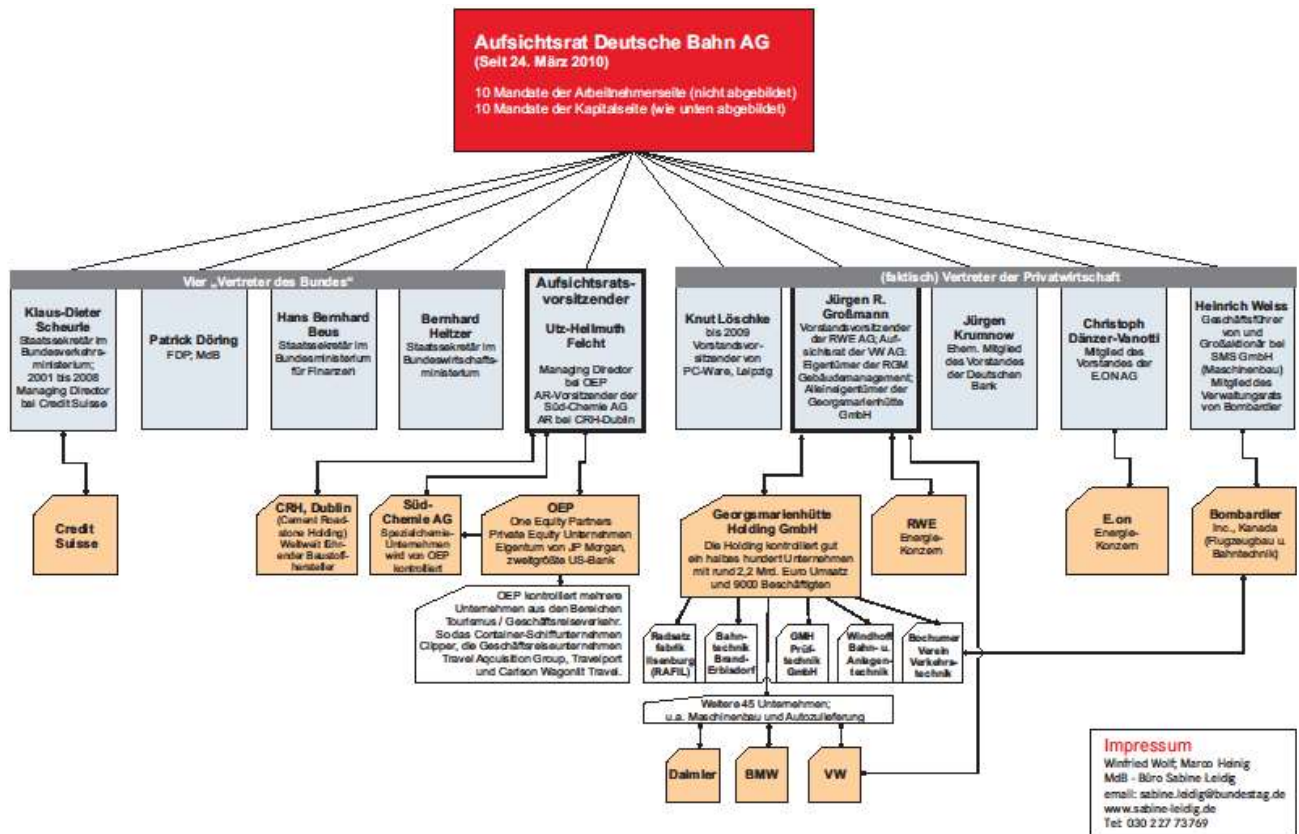 Aufsichtsrat Deutsche Bahn AG
(Seit 24. März 2010)
10 Mandate der Arbeitnehmerseite (nicht abgebildet)
10 Mandate der Kapitalseite (wie unten abgebildet)
Vier „Vertreter des Bundes“
(faktisch) Vertreter der Privatwirtschaft
Klaus-Dieter
Scheurle
Staatssekretär im
Bundesverkehrs-
ministerium;
2001 bis 2008
Managing Director
bei Credit Suisse
Patrick Döring
FDP; MdB
Hans Bernhard
Beus
Staatssekretär im
Bundesministerium
für Finanzen
Bernhard
Heitzer
Staatssekretär im
Bundeswirtschafts-
ministerium
Aufsichtsrats-
vorsitzender
Utz-Hellmuth
Felcht
Managing Director
bei OEP
AR-Vorsitzender der
Süd-Chemie AG
AR bei CRH-Dublin
Knut Löschke
bis 2009
Vorstandsvor-
sitzender von
PC-Ware, Leipzig
Jürgen R.
Großmann
Vorstandsvorsitzender
der RWE AG; Auf-
sichtsrat der VW AG;
Eigentümer der RGM
Gebäudemanagement;
Alleineigentümer der
Georgsmarienhütte
GmbH
Jürgen
Krumnow
Ehem. Mitglied
des Vorstandes
der Deutschen
Bank
Christoph
Dänzer-Vanotti
Mitglied des
Vorstandes der
E.ON AG
Heinrich Weiss
Geschäftsführer
von und
Großaktionär bei
SMS GmbH
(Maschinenbau)
Mitglied des
Verwaltungsrats
von Bombardier
Credit
Suisse
CRH, Dublin
(Cement Road-
stone Holding)
Weltweit füh-
render Baustoff-
hersteller
Süd-
Chemie AG
Spezialchemie-
Unternehmen
wird von OEP
kontrolliert
OEP
One Equity Partners
Private Equity Unternehmen
Eigentum von JP Morgan,
zweitgrößte US-Bank
Georgsmarienhütte
Holding GmbH
Die Holding kontrolliert gut
ein halbes hundert Unternehmen
mit rund 2,2 Mrd. Euro Umsatz
und 9000 Beschäftigten
RWE
Energie-
Konzern
E.on
Energie-
Konzern
Bombardier
Inc., Kanada
(Flugzeugbau u.
Bahntechnik)
OEP kontrolliert mehrere
Unternehmen aus den Bereichen
Tourismus / Geschäftsreiseverkehr.
So das Container-Schiffunternehmen
Clipper, die Geschäftsreiseunternehmen
Travel Aqcuisition Group, Travelport
und Carlson Wagonlit Travel.
Radsatz
fabrik
Ilsenburg
(RAFIL)
Bahn-
technik
Brand-
Erbisdorf
GMH
Prüf-
technik
GmbH
Windhoff
Bahn- u.
Anlagen-
technik
Bochumer
Verein
Verkehrs-
technik
Weitere 45 Unternehmen;
u.a. Maschinenbau und Autozulieferung
Daimler
BMW
VW
Impressum
Winfried Wolf; Marco Heinig
MdB - Büro Sabine Leidig
email: sabine.leidig@bundestag.de
www.sabine-leidig.de
Tel: 030 227 73769